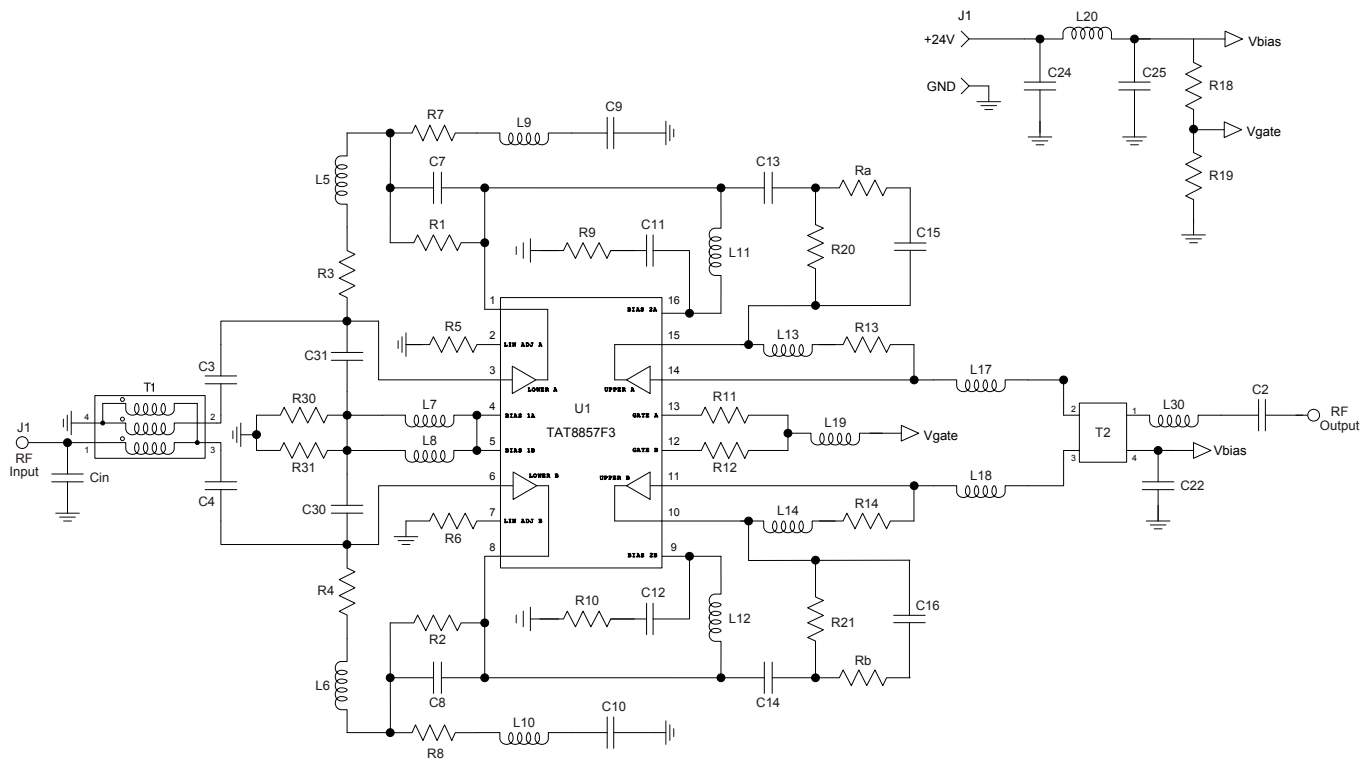 J1
L20
+24V
Vbias
C24
C25
R18
GND
Vgate
R19
R7
L9
C9
L5
C7
C13
Ra
R1
R9
C11
L11
R20
C15
R3
1
16
BIAS 2A
R5
2
LIN ADJ A
15
L13
R13
C3
C31
3
LOWER A
UPPER A
14
L17
T1
C2
4
2
R30
L7
4
BIAS 1A
U1
TAT8857F3
GATE A
13
R11
2
1
L30
J1
RF
Input
1
3
R31
L8
5
BIAS 1B
GATE B
12
R12
L19
Vgate
T2
RF
Output
3
4
Vbias
Cin
C4
C30
6
LOWER B
UPPER B
11
L18
C22
R6
7
LIN ADJ B
10
L14
R14
8
BIAS 2B
9
R4
R10
C12
L12
R21
C16
R2
L6
C8
C14
Rb
R8
L10
C10